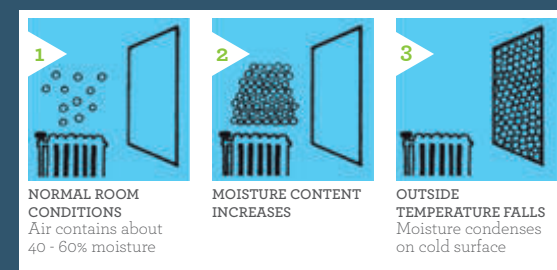 1
NORMAL ROOM
CONDITIONS
Air contains about
40 - 60% moisture
2
MOISTURE CONTENT
INCREASES
3
OUTSIDE
TEMPERATURE FALLS
Moisture condenses
on cold surface